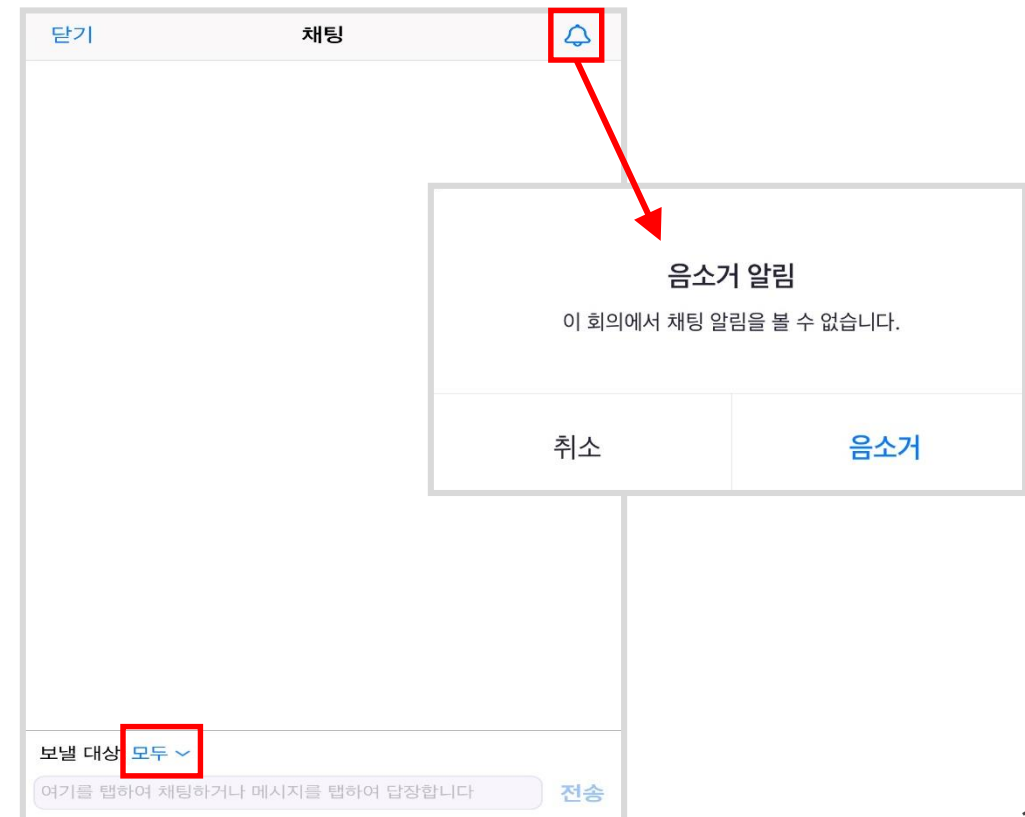 닫기
채팅
음소거 알림
이 회의에서 채팅 알림을 볼 수 없습니다.
취소
음소거
보낼 대상 모두
여기를 탭하여 채팅하거나 메시지를 탭하여 답장합니다
전송